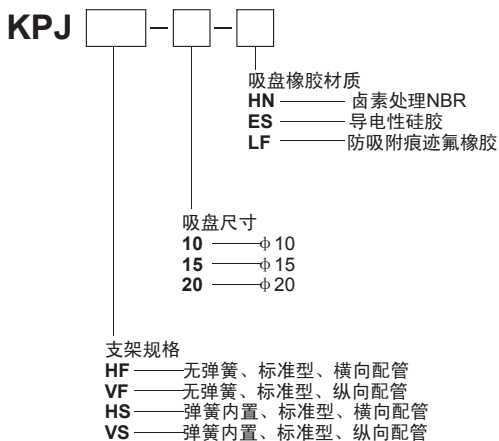 KPJ
吸盘橡胶材质
HN 卤素处理NBR
ES 导电性硅胶
LF 防吸附痕迹氟橡胶
吸盘尺寸
10 φ10
15 φ15
20 φ20
支架规格
HF 无弹簧、标准型、横向配管
VF 无弹簧、标准型、纵向配管
HS 弹簧内置、标准型、横向配管
VS 弹簧内置、标准型、纵向配管